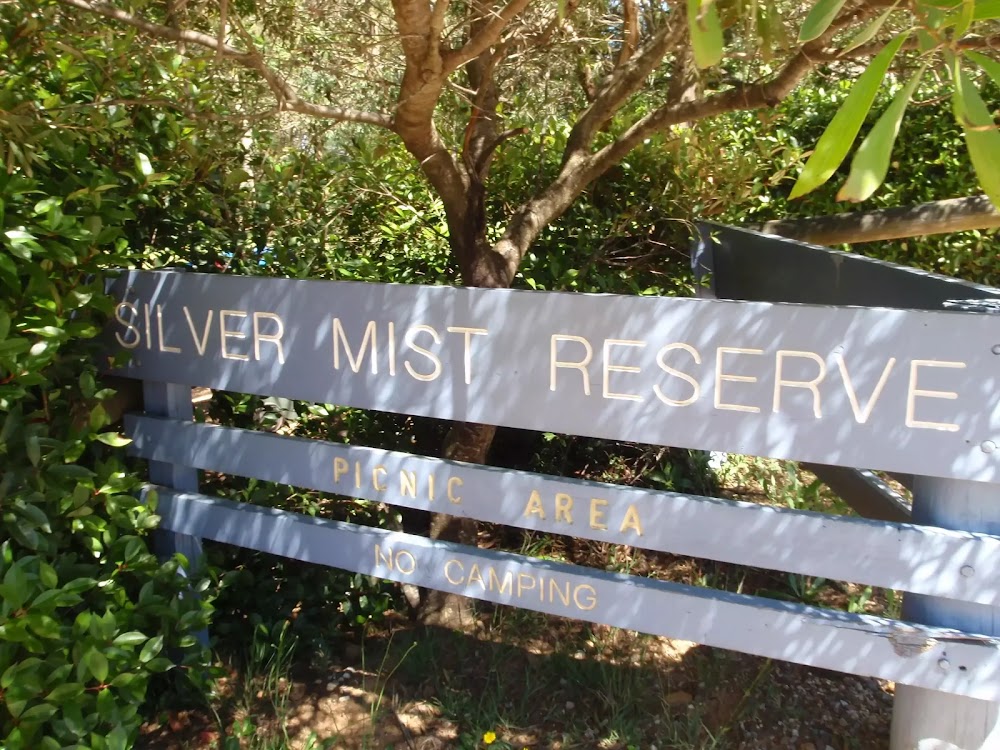 SILVER MIST RESERVE
PICNIC AREA
NO CAMPING